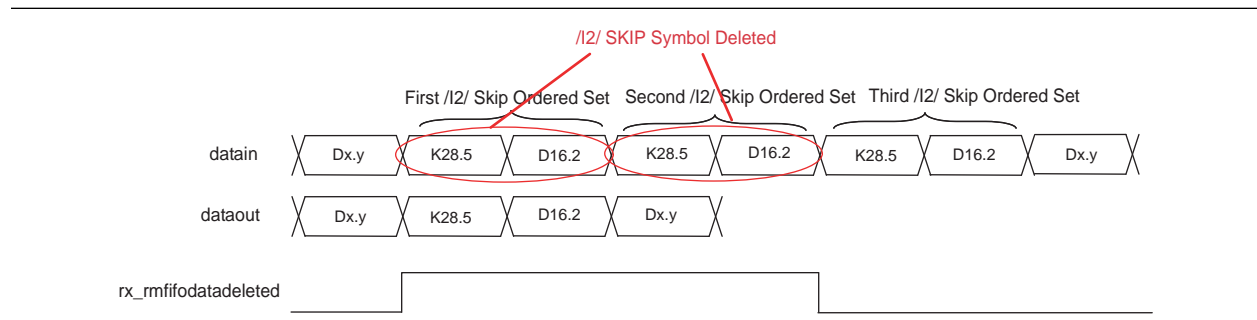 /I2/ SKIP Symbol Deleted
First /I2/ Skip Ordered Set Second /I2/ Skip Ordered Set Third /I2/ Skip Ordered Set
datain Dx.y K28.5 D16.2 K28.5 D16.2 K28.5 D16.2 Dx.y
dataout Dx.y K28.5 D16.2 Dx.y
rx_rmfifodatadeleted